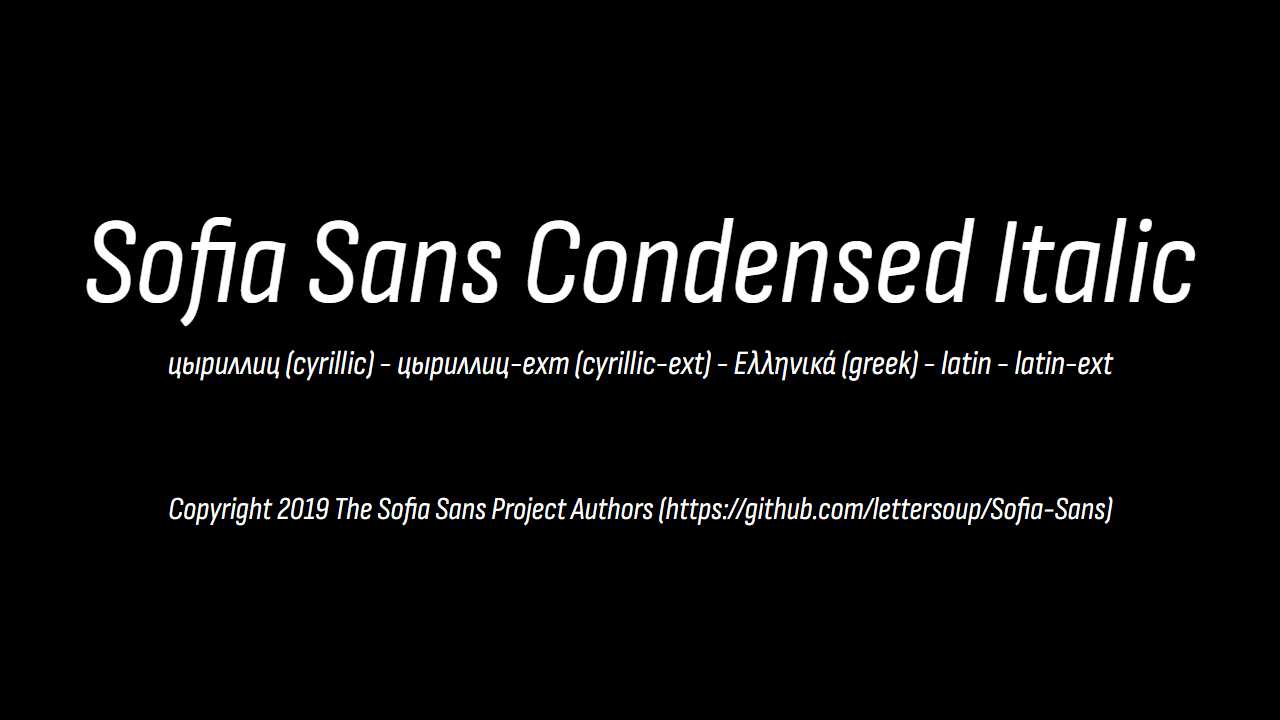 Sofia Sans Condensed Italic
цыриллиц (cyrillic) - цыриллиц-ext (cyrillic-ext) - Ελληνικά (greek) - latin - latin-ext
Copyright 2019 The Sofia Sans Project Authors (https://github.com/lettersoup/Sofia-Sans)